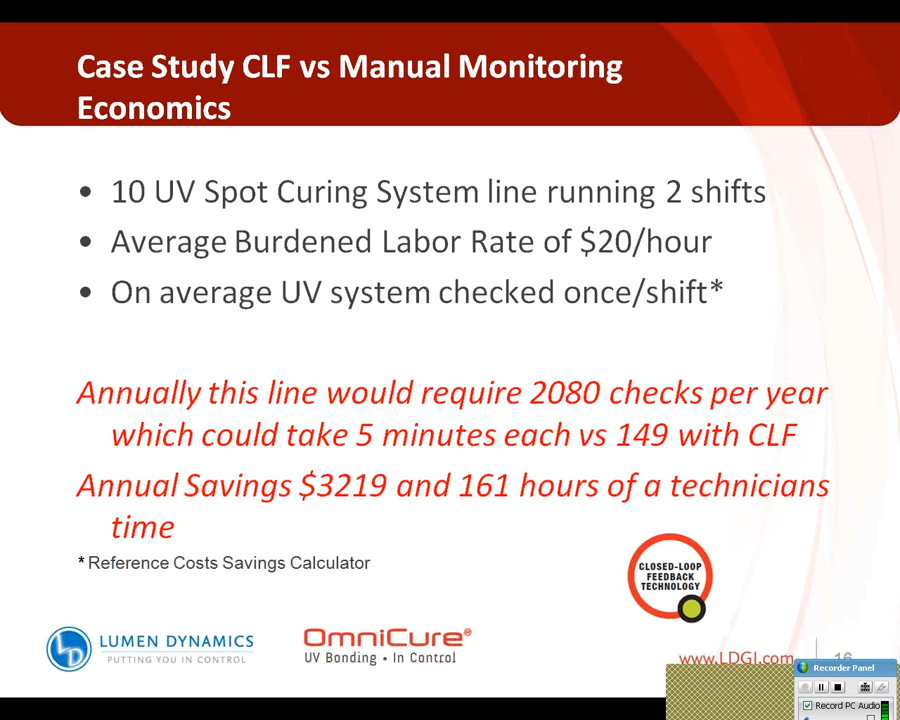 Case Study CLF vs Manual Monitoring
Economics
• 10 UV Spot Curing System line running 2 shifts
• Average Burdened Labor Rate of $20/hour
• On average UV system checked once/shift*
Annually this line would require 2080 checks per year
which could take 5 minutes each vs 149 with CLF
Annual Savings $3219 and 161 hours of a technicians
time
* Reference Costs Savings Calculator
CLOSED-LOOP
FEEDBACK
TECHNOLOGY
LD
LUMEN DYNAMICS
PUTTING YOU IN CONTROL
OmniCure®
UV Bonding • In Control
www.LDGI.com
16
Recorder Panel
Record PC Audio